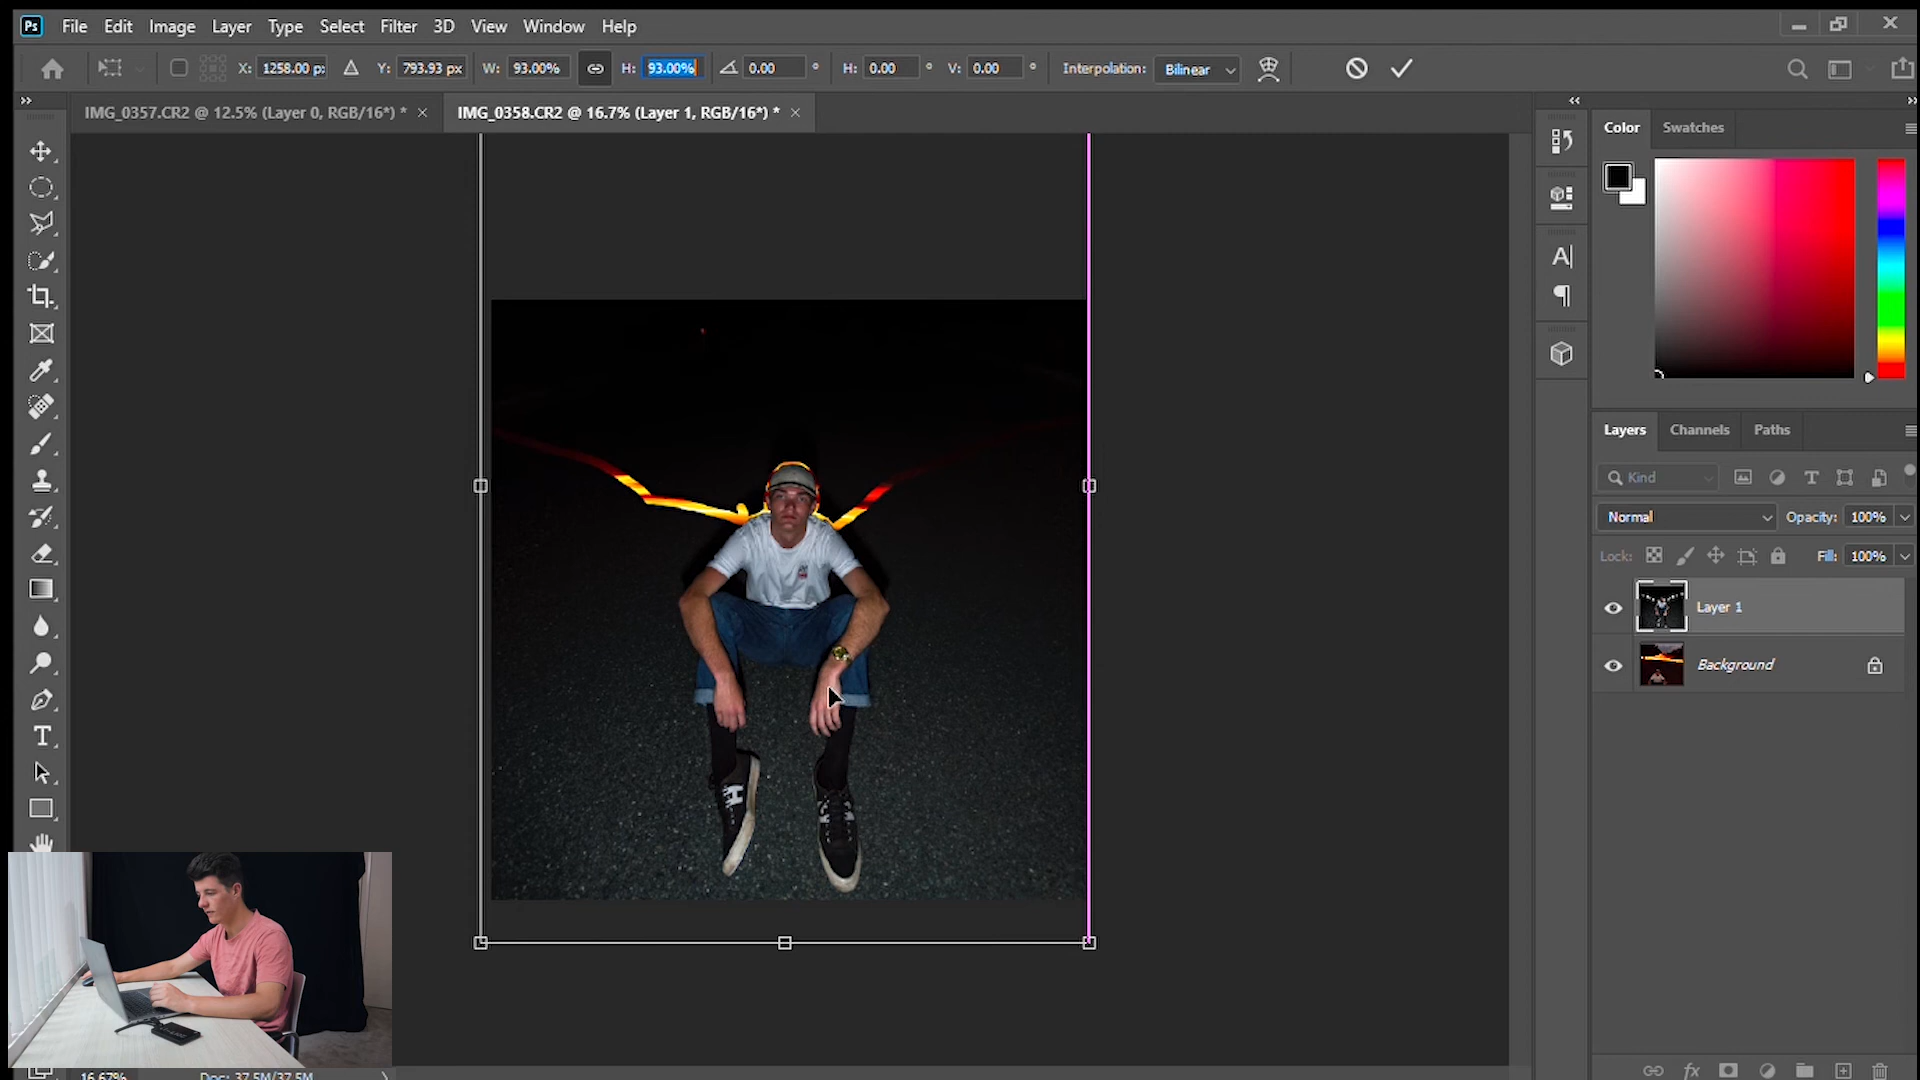 Ps File Edit Image Layer Type Select Filter 3D View Window Help
X: 1258.00 p: Y: 793.93 px W: 93.00% H: 93.00% 0.00 ° H: 0.00 ° V: 0.00 ° Interpolation: Bilinear
IMG_0357.CR2 @ 12.5% (Layer 0, RGB/16*) * × IMG_0358.CR2 @ 16.7% (Layer 1, RGB/16*) * ×
Color Swatches
Layers Channels Paths
Kind
Normal Opacity: 100%
Lock: Fill: 100%
Layer 1
Background
H
fx
16.67% Doc: 37.5M/37.5M